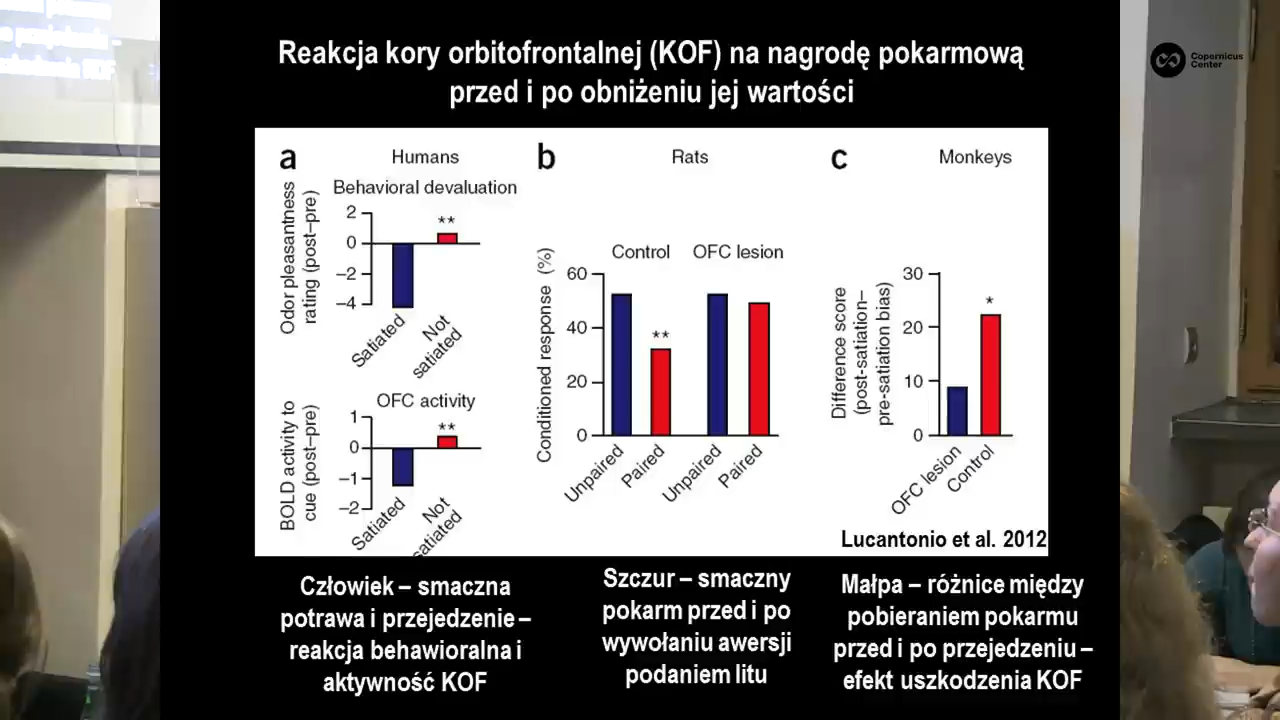 Reakcja kory orbitofrontalnej (KOF) na nagrodę pokarmową
przed i po obniżeniu jej wartości
Copernicus
Center
a
Humans
Behavioral devaluation
Odor pleasantness
rating (post–pre)
2
0
−2
−4
**
Satiated
Not
satiated
OFC activity
BOLD activity to
cue (post–pre)
1
0
−1
−2
**
Satiated
Not
satiated
b
Rats
Control
OFC lesion
Conditioned response (%)
60
40
20
0
**
Unpaired
Paired
Unpaired
Paired
c
Monkeys
Difference score
(post-satiation–
pre-satiation bias)
30
20
10
0
*
OFC lesion
Control
Lucantonio et al. 2012
Człowiek – smaczna
potrawa i przejedzenie –
reakcja behawioralna i
aktywność KOF
Szczur – smaczny
pokarm przed i po
wywołaniu awersji
podaniem litu
Małpa – różnice między
pobieraniem pokarmu
przed i po przejedzeniu –
efekt uszkodzenia KOF